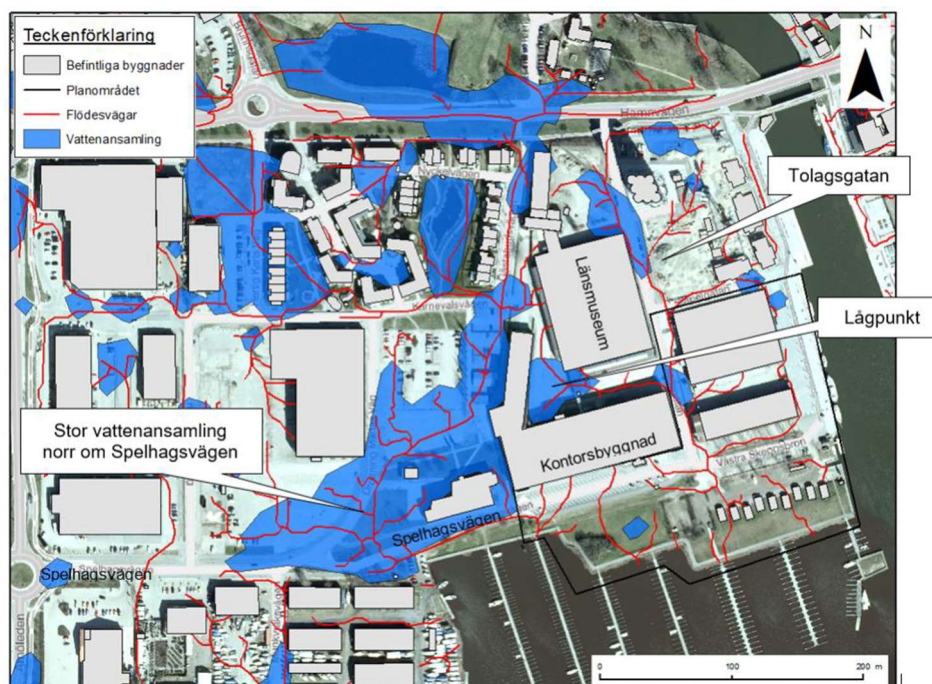 Teckenförklaring
Befintliga byggnader
Planområdet
Flödesvägar
Vattenansamling
N
Hamnvägen
Tolagsgatan
Länsmuseum
Karnevalsvägen
Lågpunkt
Stor vattenansamling
norr om Spelhagsvägen
Kontorsbyggnad
Västra Skeppsbron
Spelhagsvägen
Spelhagsvägen
0 100 200 m